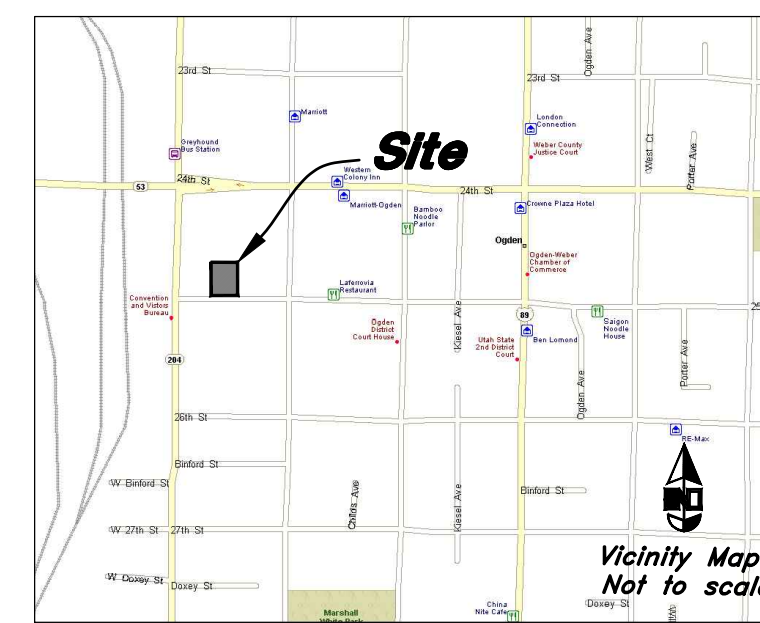 Ogden Ave
23rd St
23rd St
Marriott
London
Connection
Weber County
Justice Court
West Ct
Porter Ave
Greyhound
Bus Station
Site
24th St
53
Western
Colony Inn
Marriott-Ogden
24th St
Bamboo
Noodle
Parlor
Crowne Plaza Hotel
Ogden
Ogden-Weber
Chamber of
Commerce
Convention
and Vistors
Bureau
Laferrovia
Restaurant
Kiesel Ave
25
89
Saigon
Noodle
House
Ogden
District
Court House
Utah State
2nd District
Court
Ben Lomond
Porter Ave
204
Ogden Ave
26th St
RE-Max
Binford St
W Binford St
Childs Ave
Kiesel Ave
Binford St
W 27th St
27th St
Vicinity Map
Not to scale
W Doxey St
Doxey St
Marshall
White Park
China
Nite Cafe
Doxey St